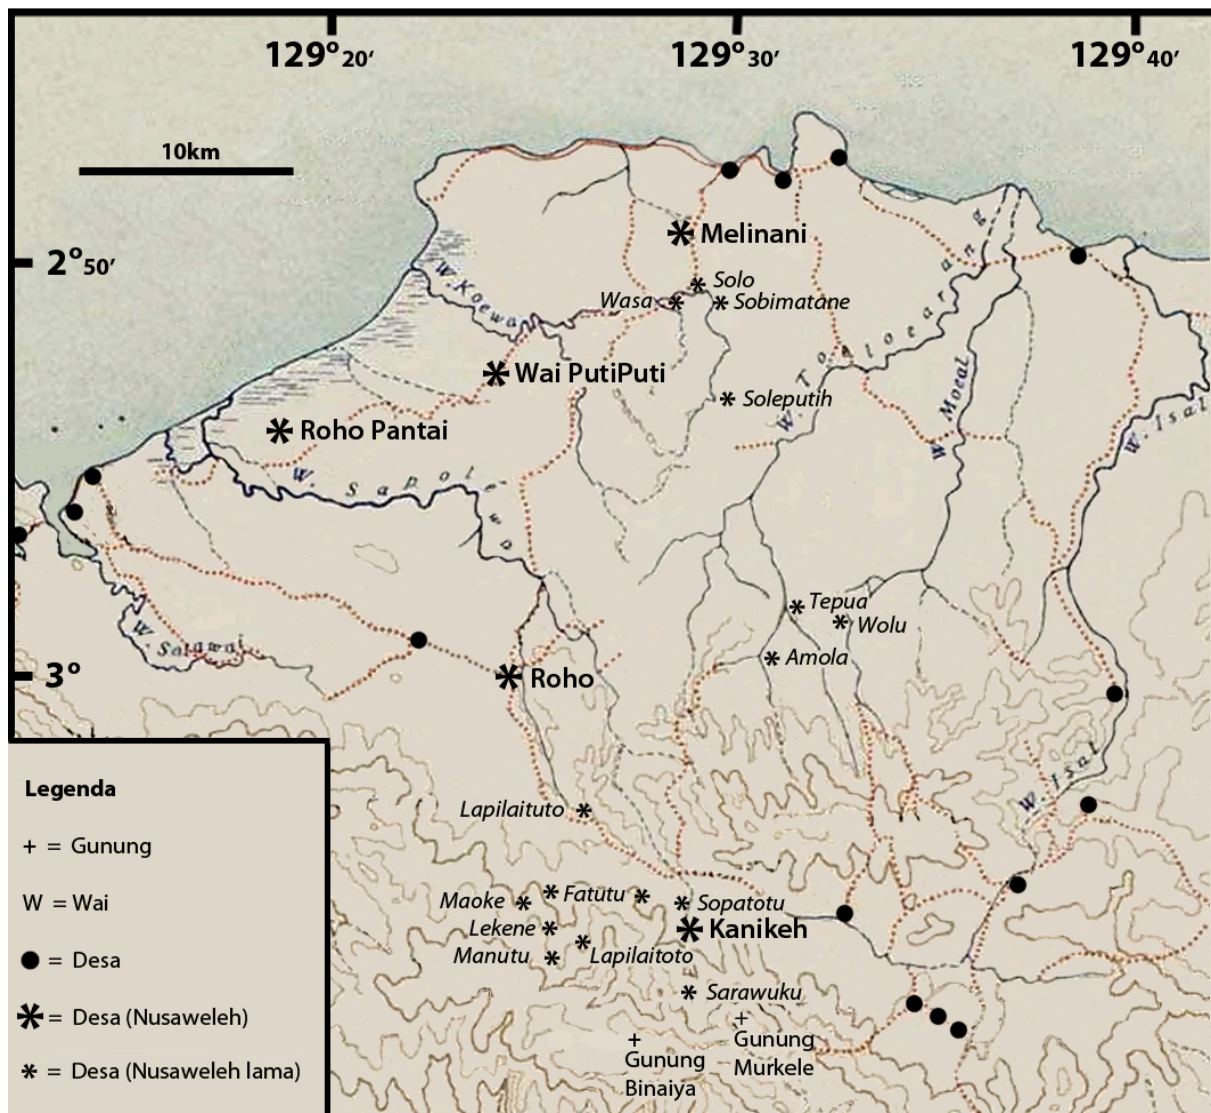 129° 20'
129° 30'
129° 40'
10km
2° 50'
3°
Melinani
W. Koewa
Wasa
Solo
Sobimatane
Wai PutiPuti
W. Toeloearang
W Moeal
Soleputih
W. Isal
Roho Pantai
W. Sapolewa
Tepua
Wolu
Amola
W. Salawai
Roho
W. Isal
Lapilaituto
Maoke
Fatutu
Sopatotu
Lekene
Kanikeh
Manutu
Lapilaitoto
Sarawuku
Gunung
Murkele
Gunung
Binaiya
Legenda
+ = Gunung
W = Wai
● = Desa
* = Desa (Nusaweleh)
* = Desa (Nusaweleh lama)